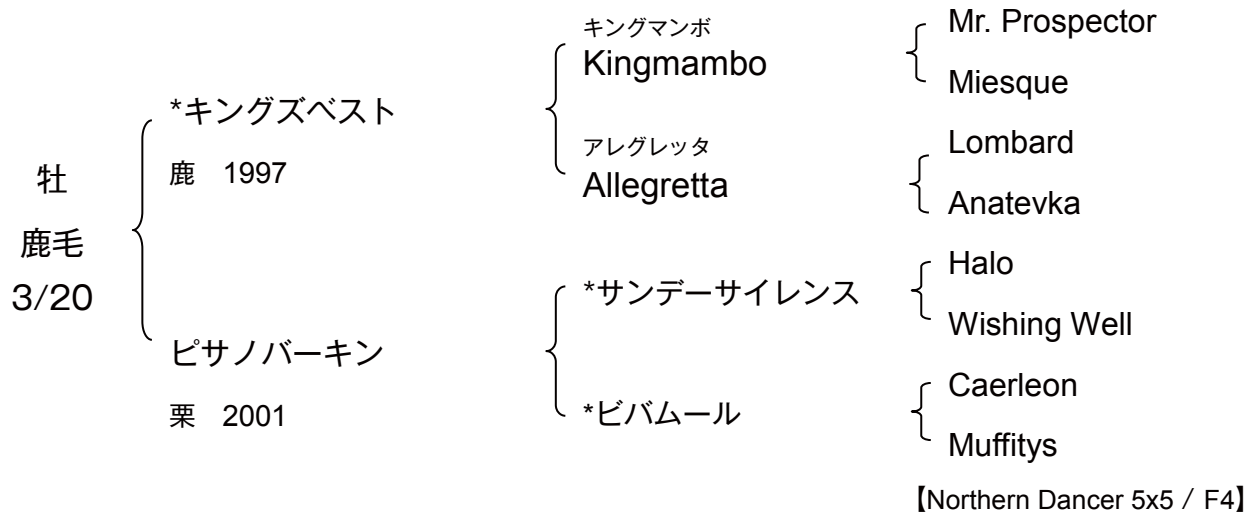 牡
鹿毛
3/20
*キングズベスト
鹿 1997
ピサノバーキン
栗 2001
キングマンボ
Kingmambo
アレグレッタ
Allegretta
*サンデーサイレンス
*ビバムール
Mr. Prospector
Miesque
Lombard
Anatevka
Halo
Wishing Well
Caerleon
Muffitys
【Northern Dancer 5x5 / F4】